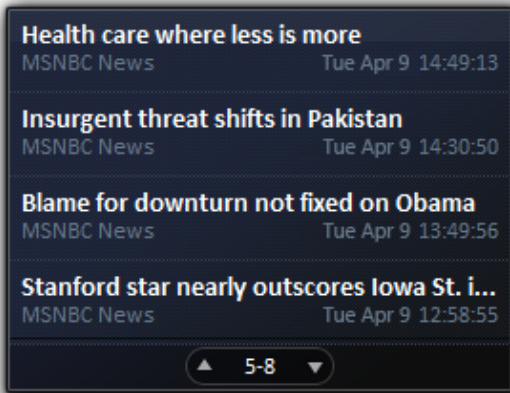 Health care where less is more
MSNBC News Tue Apr 9 14:49:13
Insurgent threat shifts in Pakistan
MSNBC News Tue Apr 9 14:30:50
Blame for downturn not fixed on Obama
MSNBC News Tue Apr 9 13:49:56
Stanford star nearly outscores Iowa St. i...
MSNBC News Tue Apr 9 12:58:55
5-8